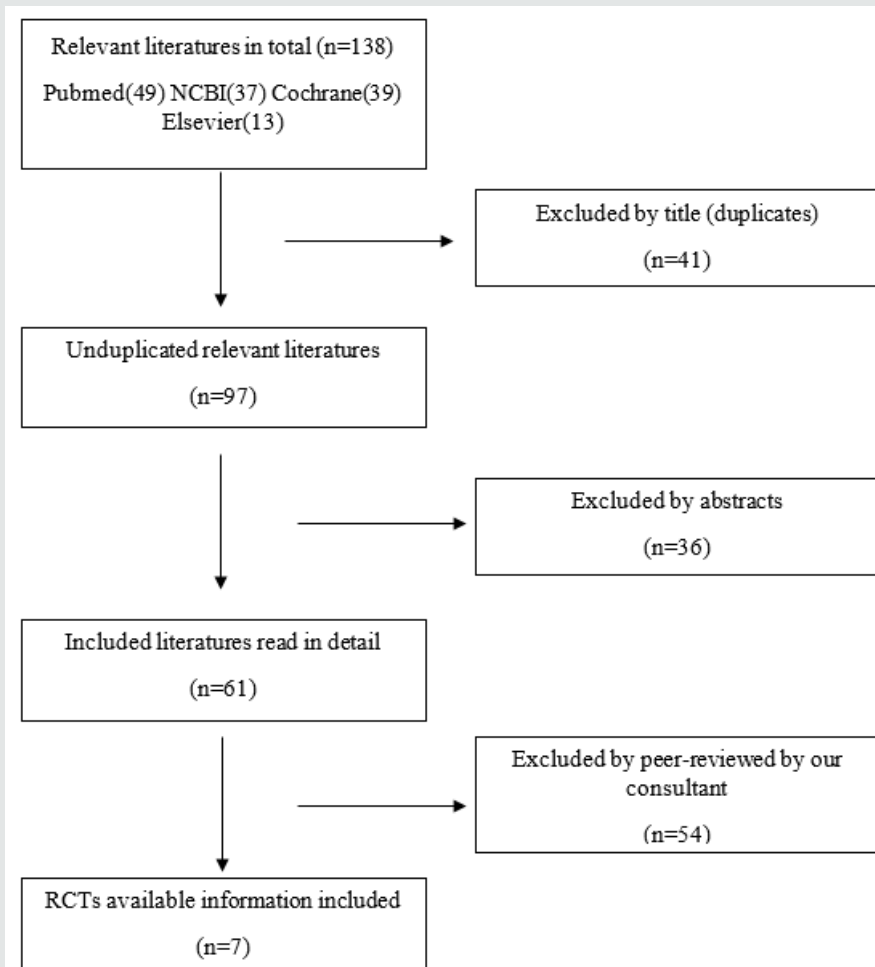 Relevant literatures in total (n=138)
Pubmed(49) NCBI(37) Cochrane(39)
Elsevier(13)
Excluded by title (duplicates)
(n=41)
Unduplicated relevant literatures
(n=97)
Excluded by abstracts
(n=36)
Included literatures read in detail
(n=61)
Excluded by peer-reviewed by our
consultant
(n=54)
RCTs available information included
(n=7)